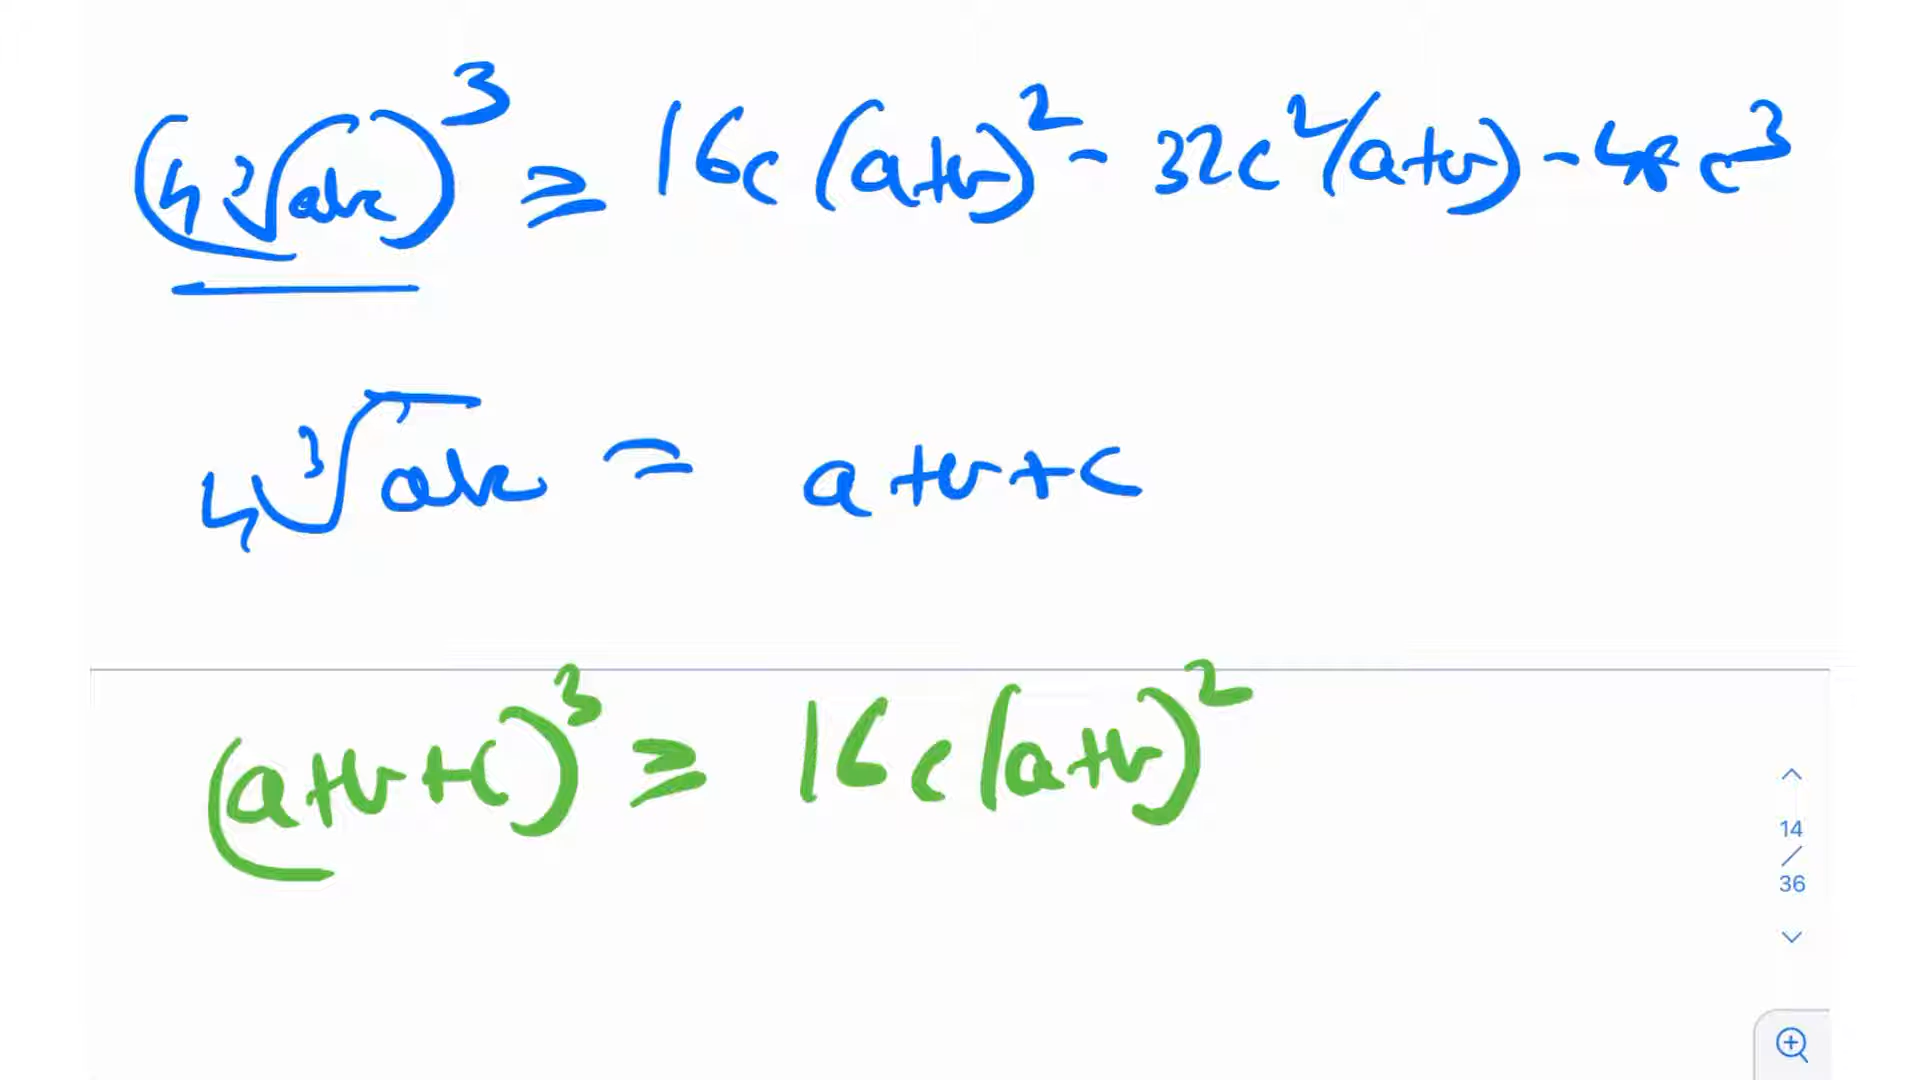 (4∛abc)³ ≥ 16c(a+b)² - 32c²(a+b) - 48c³
4∛abc = a+b+c
(a+b+c)³ ≥ 16c(a+b)²
14
/
36